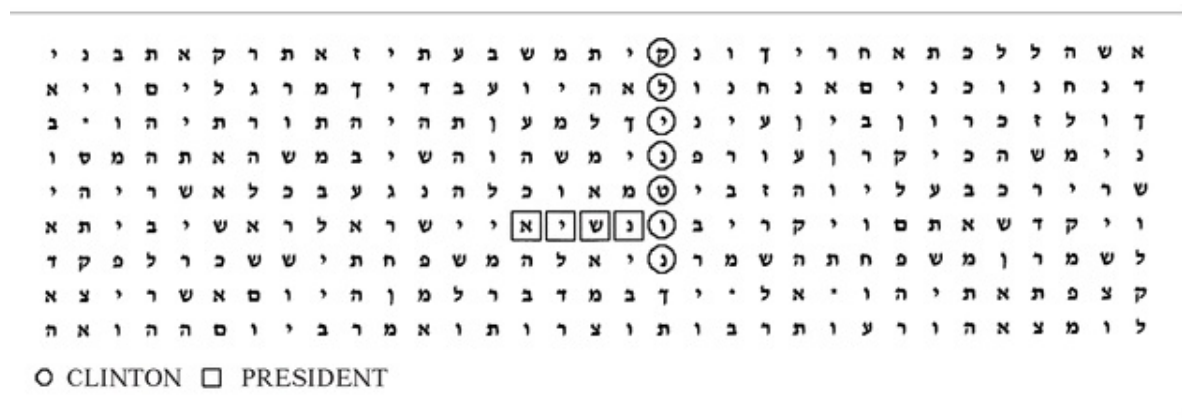 א ש ה ל ל כ ת א ח ר י ך ו נ ק י ת מ ש ב ע ת י ז א ת ר ק א ת ב נ י
ד נ ח נ ו כ נ י ם א נ ח נ ו ל א ה י ו ע ב ד י ך מ ר ג ל י ם ו י א
ך ו ל ז כ ר ו ן ב י ן ע י נ י ך ל מ ע ן ת ה י ה ת ו ר ת י ה ו · ב
נ י מ ש ה כ י ק ר ן ע ו ר פ נ י מ ש ה ו ה ש י ב מ ש ה א ת ה מ ס ו
ש ר י ר כ ב ע ל י ו ה ז ב י ט מ א ו כ ל ה נ ג ע ב כ ל א ש ר י ה י
ו י ק ד ש א ת ם ו י ק ר י ב ו נ ש י א י י ש ר א ל ר א ש י ב י ת א
ל ש מ ר ן מ ש פ ח ת ה ש מ ר נ י א ל ה מ ש פ ח ת י ש ש כ ר ל פ ק ד
ק צ פ ת א ת י ה ו · א ל · י ך ב מ ד ב ר ל מ ן ה י ו ם א ש ר י צ א
ל ו מ צ א ה ו ר ע ו ת ר ב ו ת ו צ ר ו ת ו א מ ר ב י ו ם ה ה ו א ה
CLINTON PRESIDENT